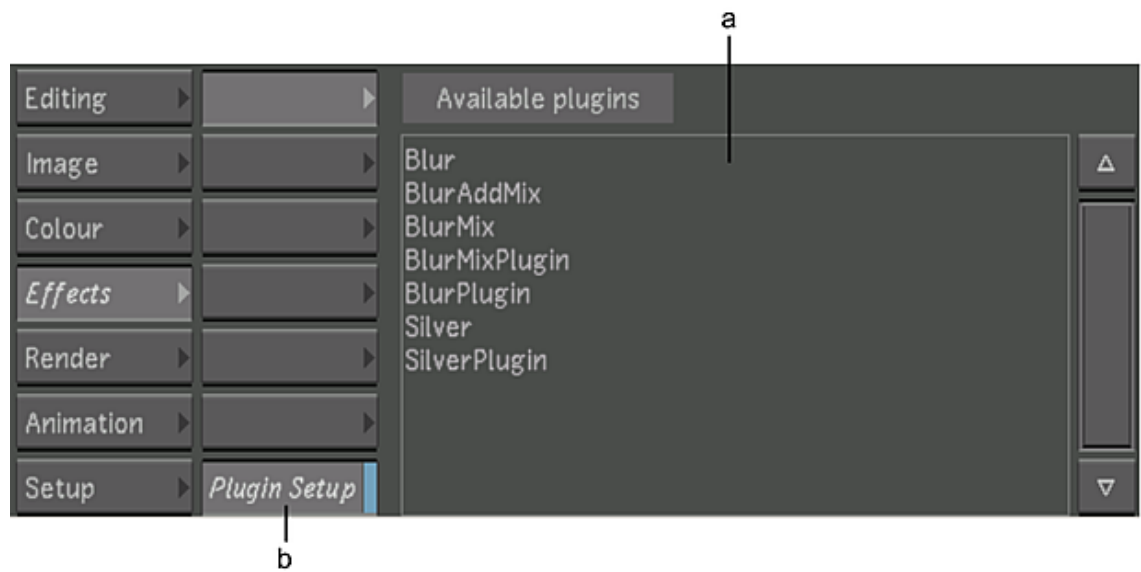 a
Editing
Available plugins
Image
Colour
Effects
Render
Animation
Setup
Plugin Setup
Blur
BlurAddMix
BlurMix
BlurMixPlugin
BlurPlugin
Silver
SilverPlugin
b